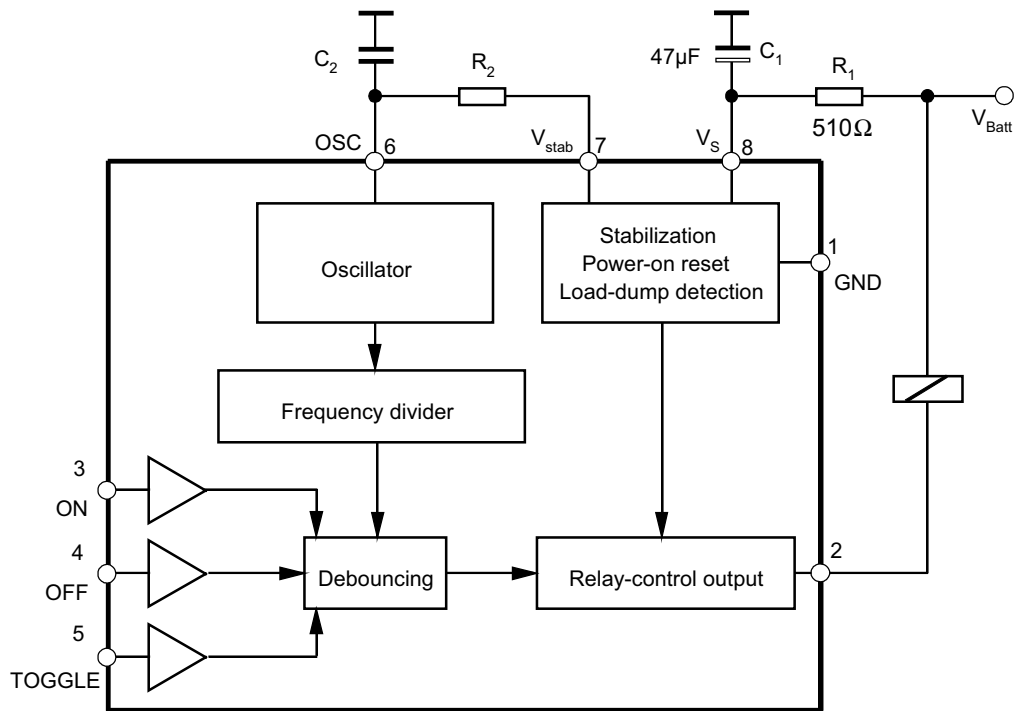 C2
R2
47µF
C1
R1
510Ω
VBatt
OSC
6
Vstab
7
VS
8
Oscillator
Stabilization
Power-on reset
Load-dump detection
1
GND
Frequency divider
3
ON
4
OFF
5
TOGGLE
Debouncing
Relay-control output
2